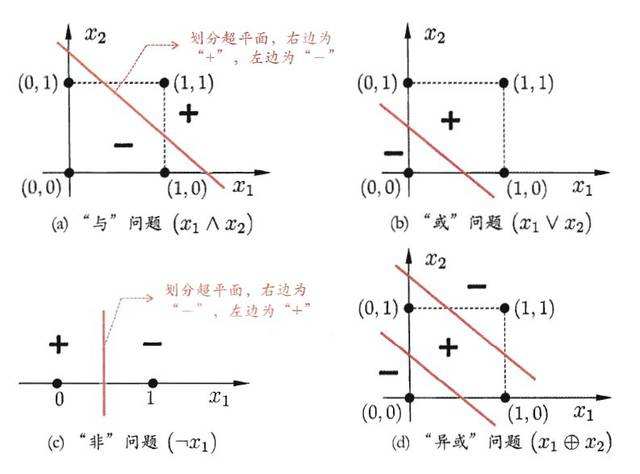 x₂
划分超平面，右边为
“+”，左边为“−”
(0,1)
(1,1)
+
−
(0,0)
(1,0)
x₁
(a) “与”问题 (x₁ ∧ x₂)
x₂
(0,1)
(1,1)
+
−
(0,0)
(1,0)
x₁
(b) “或”问题 (x₁ ∨ x₂)
划分超平面，右边为
“−”，左边为“+”
+
−
0
1
x₁
(c) “非”问题 (¬x₁)
x₂
−
(0,1)
(1,1)
+
−
(0,0)
(1,0)
x₁
(d) “异或”问题 (x₁ ⊕ x₂)